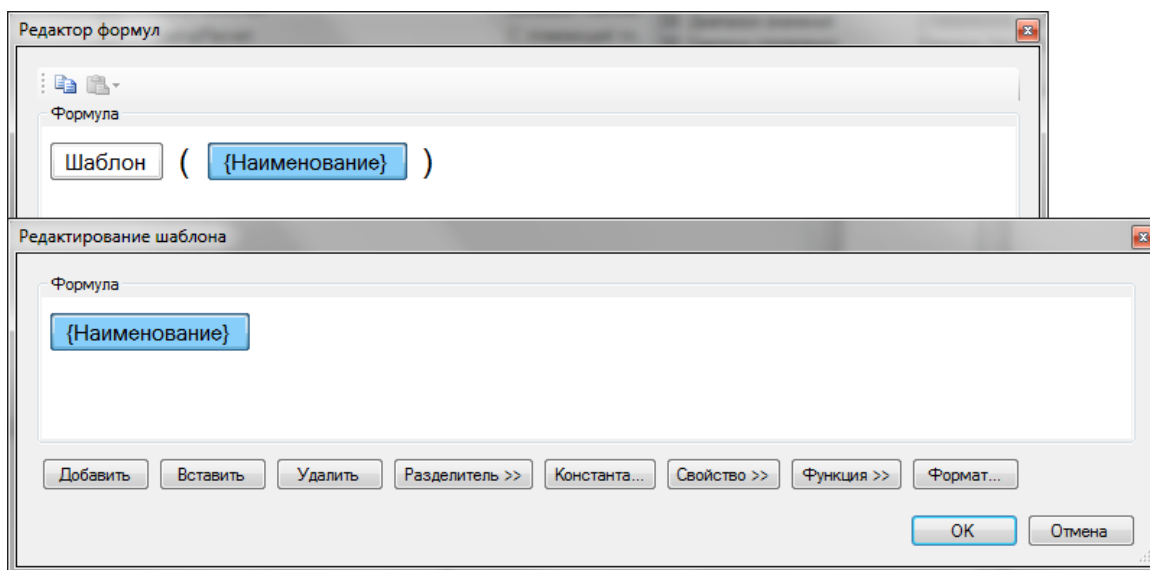 Редактор формул
Формула
Шаблон ( {Наименование} )
Редактирование шаблона
Формула
{Наименование}
Добавить Вставить Удалить Разделитель >> Константа... Свойство >> Функция >> Формат...
OK Отмена